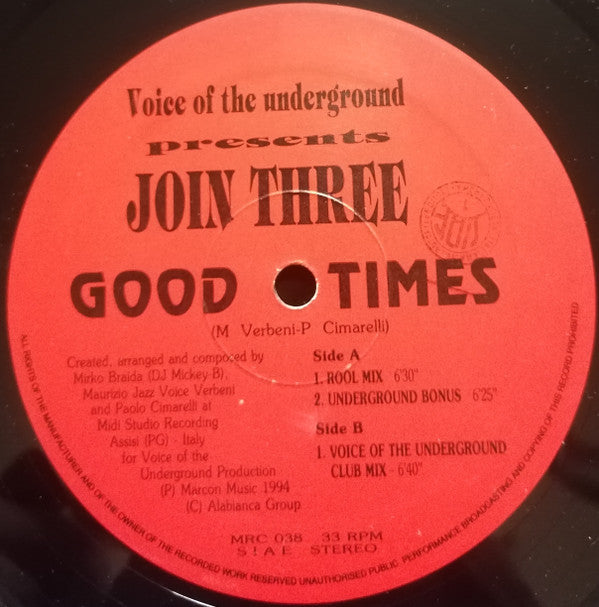 Voice of the underground
presents
JOIN THREE
GOOD TIMES
(M Verbeni-P Cimarelli)
Created, arranged and composed by
Mirko Braida (DJ Mickey B),
Maurizio Jazz Voice Verbeni
and Paolo Cimarelli at
Midi Studio Recording
Assisi (PG) - Italy
for Voice of the
Underground Production
(P) Marcon Music 1994
(C) Alabianca Group
Side A
1. ROOL MIX - 6'30"
2. UNDERGROUND BONUS - 6'25"
Side B
1. VOICE OF THE UNDERGROUND
CLUB MIX - 6'40"
MRC 038 33 RPM
S I A E STEREO
ALL RIGHTS OF THE MANUFACTURER AND OF THE OWNER OF THE RECORDED WORK RESERVED UNAUTHORISED PUBLIC PERFORMANCE BROADCASTING AND COPYING OF THIS RECORD PROHIBITED